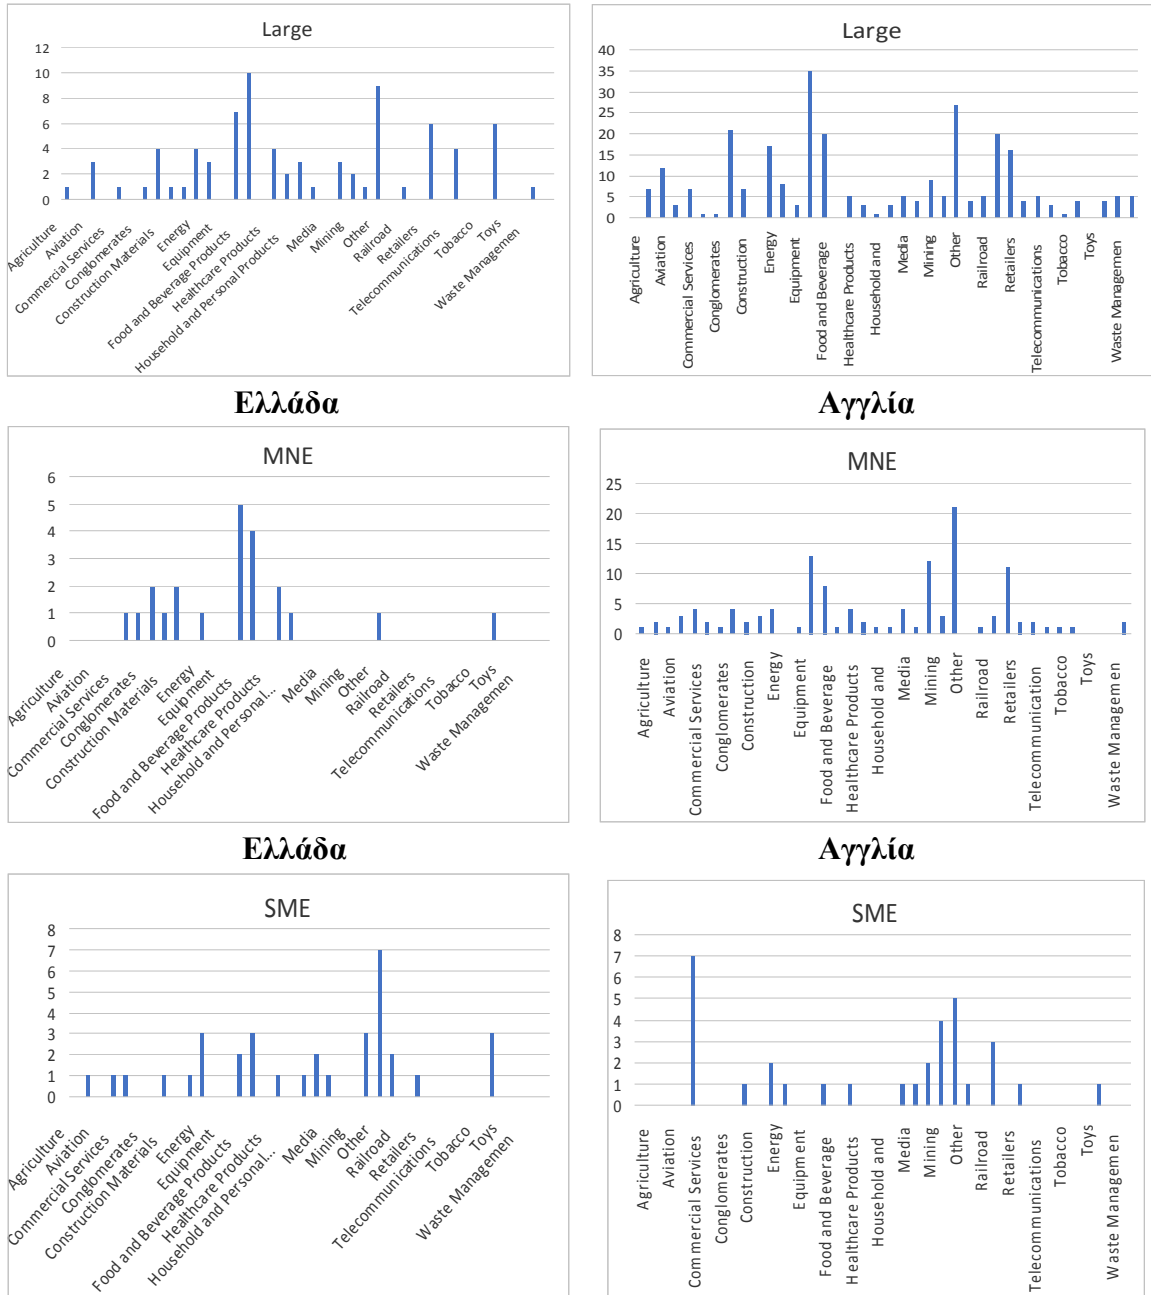 Large
12
10
8
6
4
2
0
Agriculture
Aviation
Commercial Services
Conglomerates
Construction Materials
Energy
Equipment
Food and Beverage Products
Healthcare Products
Household and Personal Products
Media
Mining
Other
Railroad
Retailers
Telecommunications
Tobacco
Toys
Waste Managemen
Large
40
35
30
25
20
15
10
5
0
Agriculture
Aviation
Commercial Services
Conglomerates
Construction
Energy
Equipment
Food and Beverage
Healthcare Products
Household and
Media
Mining
Other
Railroad
Retailers
Telecommunications
Tobacco
Toys
Waste Managemen
Ελλάδα
Αγγλία
MNE
6
5
4
3
2
1
0
Agriculture
Aviation
Commercial Services
Conglomerates
Construction Materials
Energy
Equipment
Food and Beverage Products
Healthcare Products
Household and Personal...
Media
Mining
Other
Railroad
Retailers
Telecommunications
Tobacco
Toys
Waste Managemen
MNE
25
20
15
10
5
0
Agriculture
Aviation
Commercial Services
Conglomerates
Construction
Energy
Equipment
Food and Beverage
Healthcare Products
Household and
Media
Mining
Other
Railroad
Retailers
Telecommunication
Tobacco
Toys
Waste Managemen
Ελλάδα
Αγγλία
SME
8
7
6
5
4
3
2
1
0
Agriculture
Aviation
Commercial Services
Conglomerates
Construction Materials
Energy
Equipment
Food and Beverage Products
Healthcare Products
Household and Personal...
Media
Mining
Other
Railroad
Retailers
Telecommunications
Tobacco
Toys
Waste Managemen
SME
8
7
6
5
4
3
2
1
0
Agriculture
Aviation
Commercial Services
Conglomerates
Construction
Energy
Equipment
Food and Beverage
Healthcare Products
Household and
Media
Mining
Other
Railroad
Retailers
Telecommunications
Tobacco
Toys
Waste Managemen